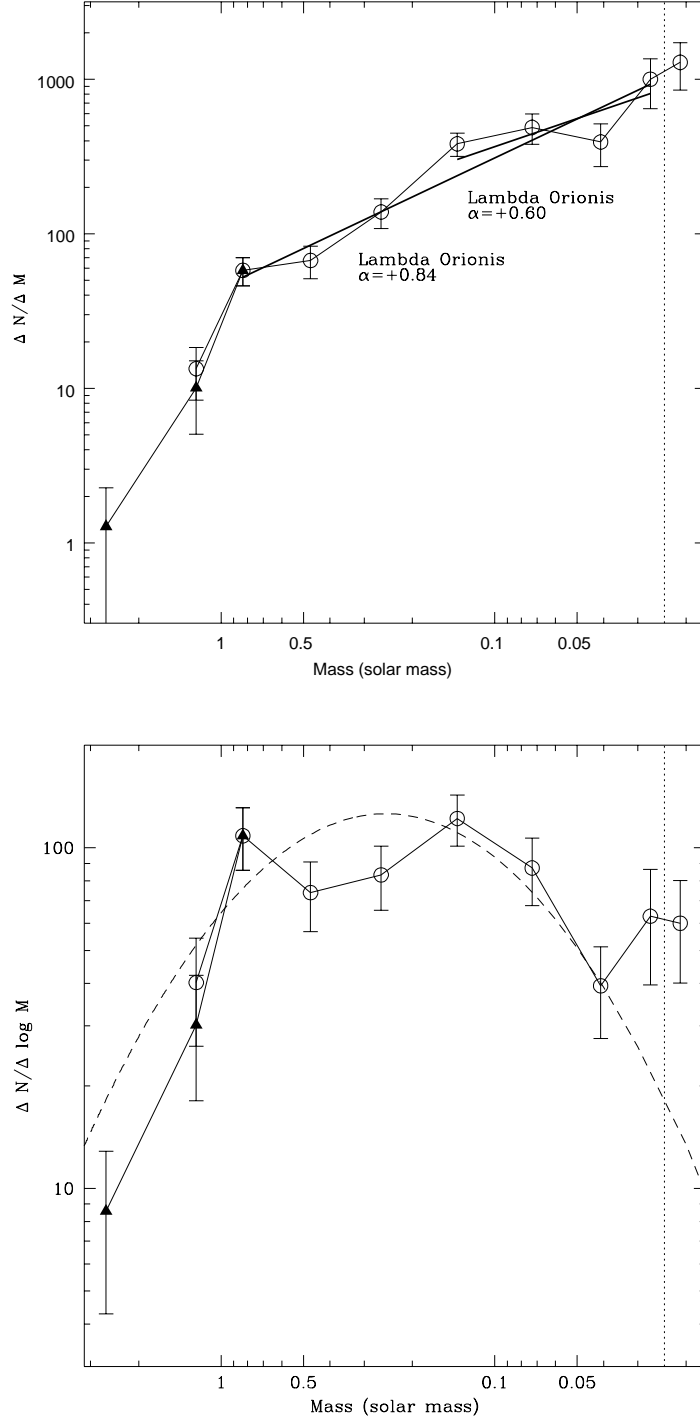 1000
100
10
1
Δ N/Δ M
Lambda Orionis
α=+0.60
Lambda Orionis
α=+0.84
1 0.5 0.1 0.05
Mass (solar mass)
100
10
Δ N/Δ log M
1 0.5 0.1 0.05
Mass (solar mass)